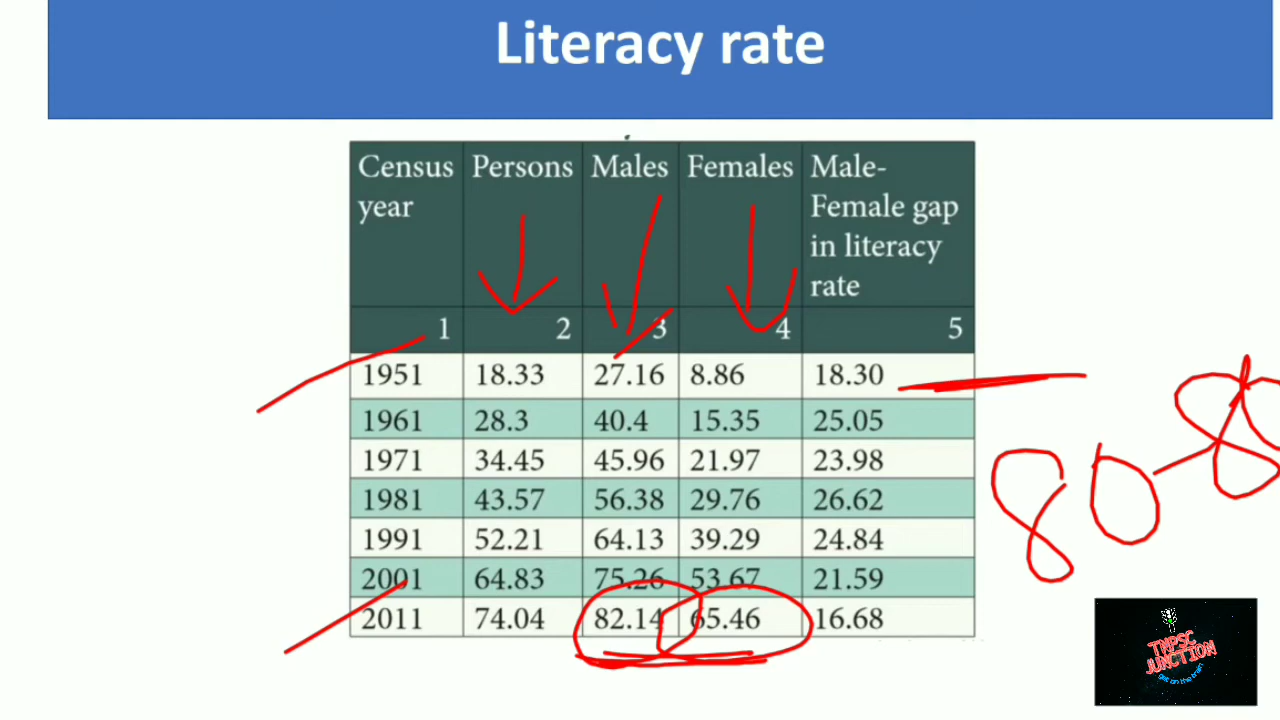 Literacy rate
Census year Persons Males Females Male-Female gap in literacy rate
1 2 3 4 5
1951 18.33 27.16 8.86 18.30
1961 28.3 40.4 15.35 25.05
1971 34.45 45.96 21.97 23.98
1981 43.57 56.38 29.76 26.62
1991 52.21 64.13 39.29 24.84
2001 64.83 75.26 53.67 21.59
2011 74.04 82.14 65.46 16.68
80-8
TNPSC
JUNCTION
get on the train